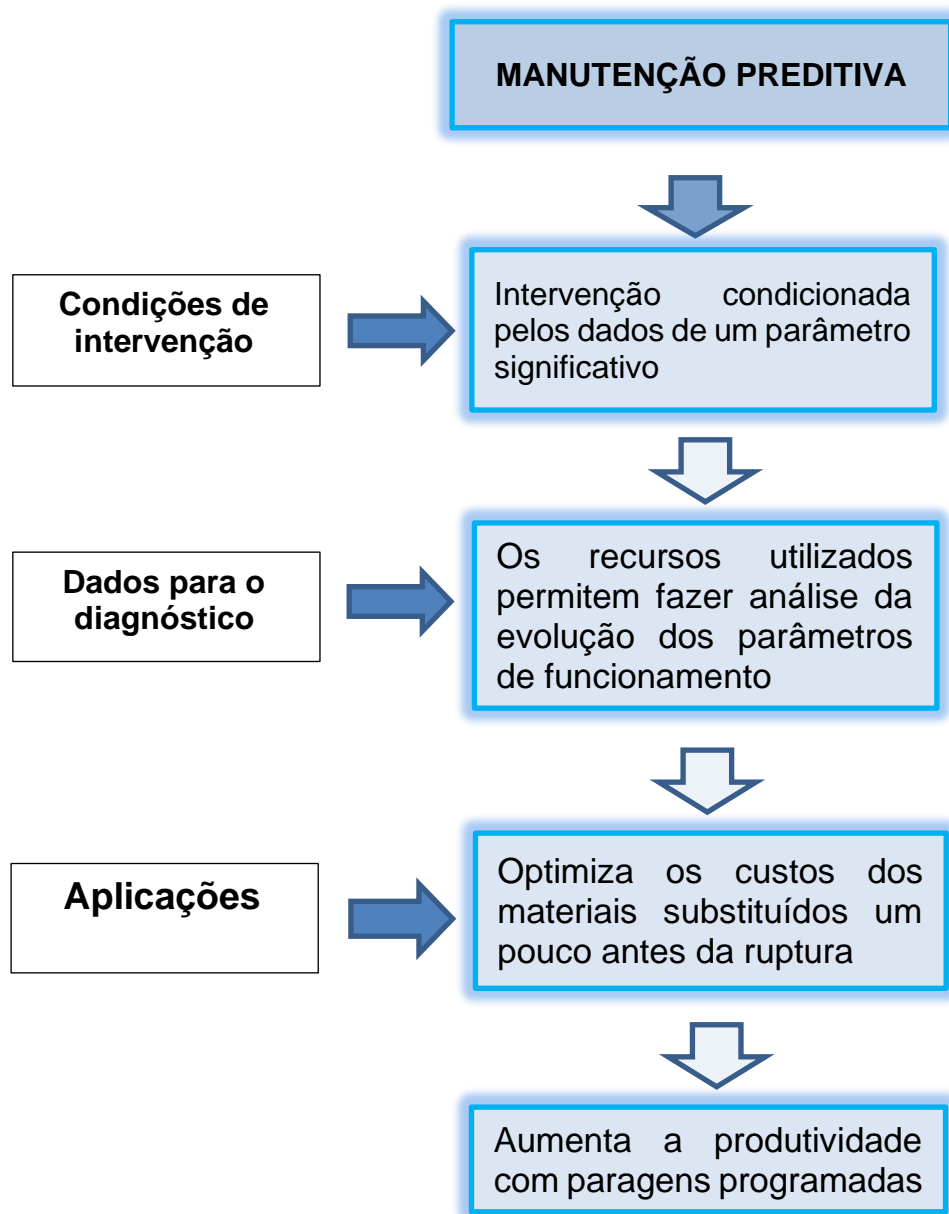 MANUTENÇÃO PREDITIVA
Condições de
intervenção
Intervenção condicionada
pelos dados de um parâmetro
significativo
Dados para o
diagnóstico
Os recursos utilizados
permitem fazer análise da
evolução dos parâmetros
de funcionamento
Aplicações
Optimiza os custos dos
materiais substituídos um
pouco antes da ruptura
Aumenta a produtividade
com paragens programadas